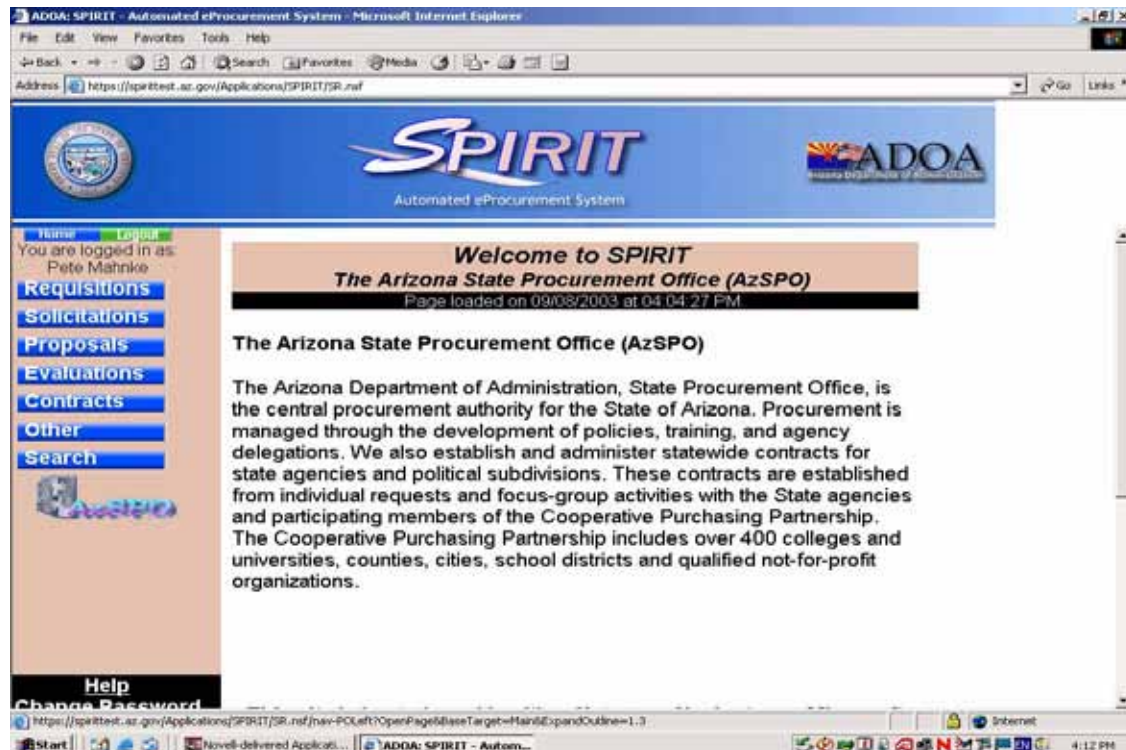 ADOA: SPIRIT - Automated eProcurement System - Microsoft Internet Explorer
File Edit View Favorites Tools Help
Back Search Favorites Media
Address https://spirittest.az.gov/Applications/SPIRIT/SR.nsf Go Links
SPIRIT
Automated eProcurement System
ADOA
Arizona Department of Administration
Home Logout
You are logged in as:
Pete Mahnke
Requisitions
Solicitations
Proposals
Evaluations
Contracts
Other
Search
AzSPO
Help
Change Password
Welcome to SPIRIT
The Arizona State Procurement Office (AzSPO)
Page loaded on 09/08/2003 at 04:04:27 PM
The Arizona State Procurement Office (AzSPO)
The Arizona Department of Administration, State Procurement Office, is
the central procurement authority for the State of Arizona. Procurement is
managed through the development of policies, training, and agency
delegations. We also establish and administer statewide contracts for
state agencies and political subdivisions. These contracts are established
from individual requests and focus-group activities with the State agencies
and participating members of the Cooperative Purchasing Partnership.
The Cooperative Purchasing Partnership includes over 400 colleges and
universities, counties, cities, school districts and qualified not-for-profit
organizations.
https://spirittest.az.gov/Applications/SPIRIT/SR.nsf/nav-POLeft?OpenPage&BaseTarget=Main&ExpandOutline=1.3 Internet
Start Novell-delivered Applicati... ADOA: SPIRIT - Autom... 4:12 PM